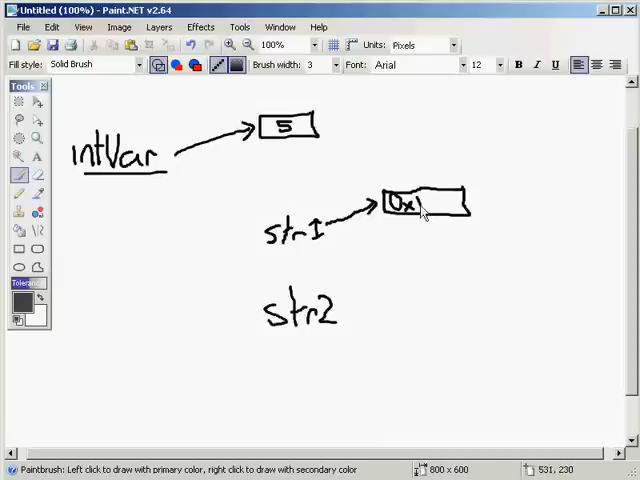 Untitled (100%) - Paint.NET v2.64
File Edit View Image Layers Effects Tools Window Help
100% Units: Pixels
Fill style: Solid Brush Brush width: 3 Font: Arial 12 B I U
Tools
Tolerance
intVar
5
str1
0x1
str2
Paintbrush: Left click to draw with primary color, right click to draw with secondary color 800 x 600 531, 230